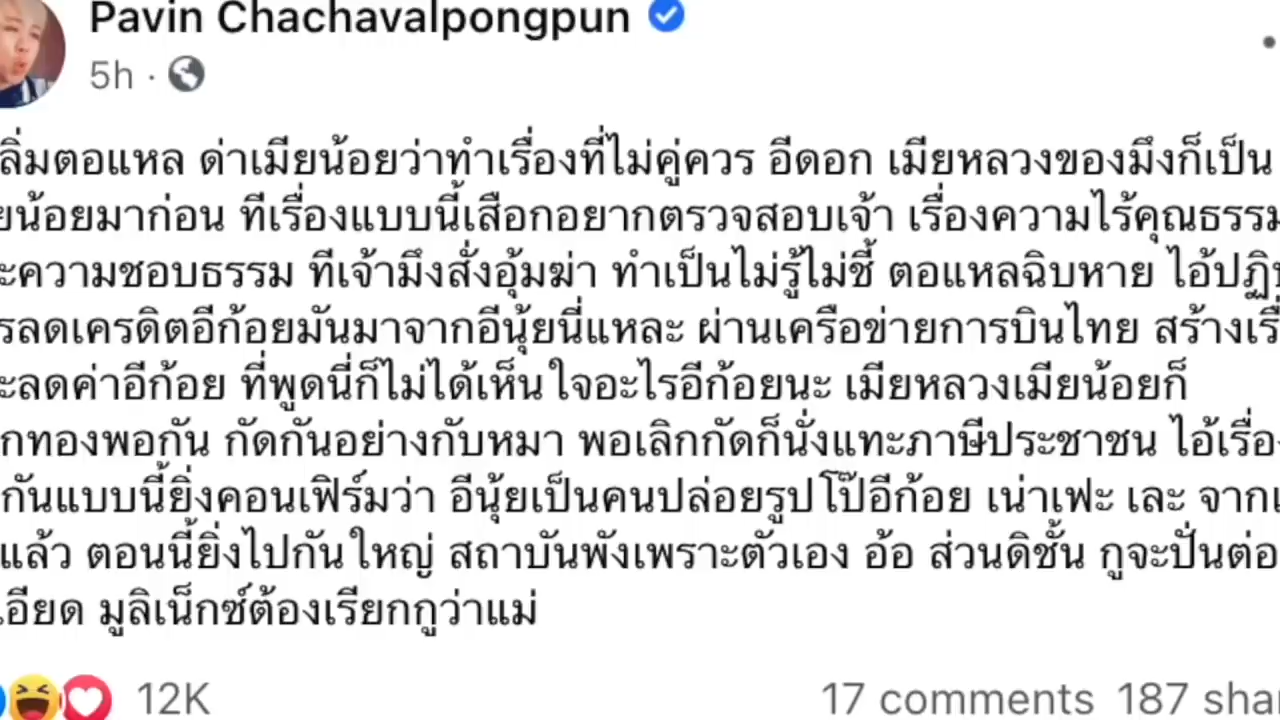 Pavin Chachavalpongpun
5h ·
ลิ่มตอแหล ด่าเมียน้อยว่าทำเรื่องที่ไม่คู่ควร อีดอก เมียหลวงของมึงก็เป็น
น้อยมาก่อน ทีเรื่องแบบนี้เสือกอยากตรวจสอบเจ้า เรื่องความไร้คุณธรรม
ความชอบธรรม ทีเจ้ามึงสั่งอุ้มฆ่า ทำเป็นไม่รู้ไม่ชี้ ตอแหลฉิบหาย
ลดเครดิตอีก้อยมันมาจากอีนุ้ยนี่แหละ ผ่านเครือข่ายการบินไทย สร้าง
ลดค่าอีก้อย ที่พูดนี่ก็ไม่ได้เห็นใจอะไรอีก้อยนะ เมียหลวงเมียน้อยก็
ทองพอกัน กัดกันอย่างกับหมา พอเลิกกัดก็นั่งแทะภาษีประชาชน
กันแบบนี้ยิ่งคอนเฟิร์มว่า อีนุ้ยเป็นคนปล่อยรูปโป๊อีก้อย เน่าเฟะ เละ
แล้ว ตอนนี้ยิ่งไปกันใหญ่ สถาบันพังเพราะตัวเอง อ้อ ส่วนดิชั้น กูจะปั่นต่อ
มูลิเน็กซ์ต้องเรียกกูว่าแม่
12K
17 comments 187